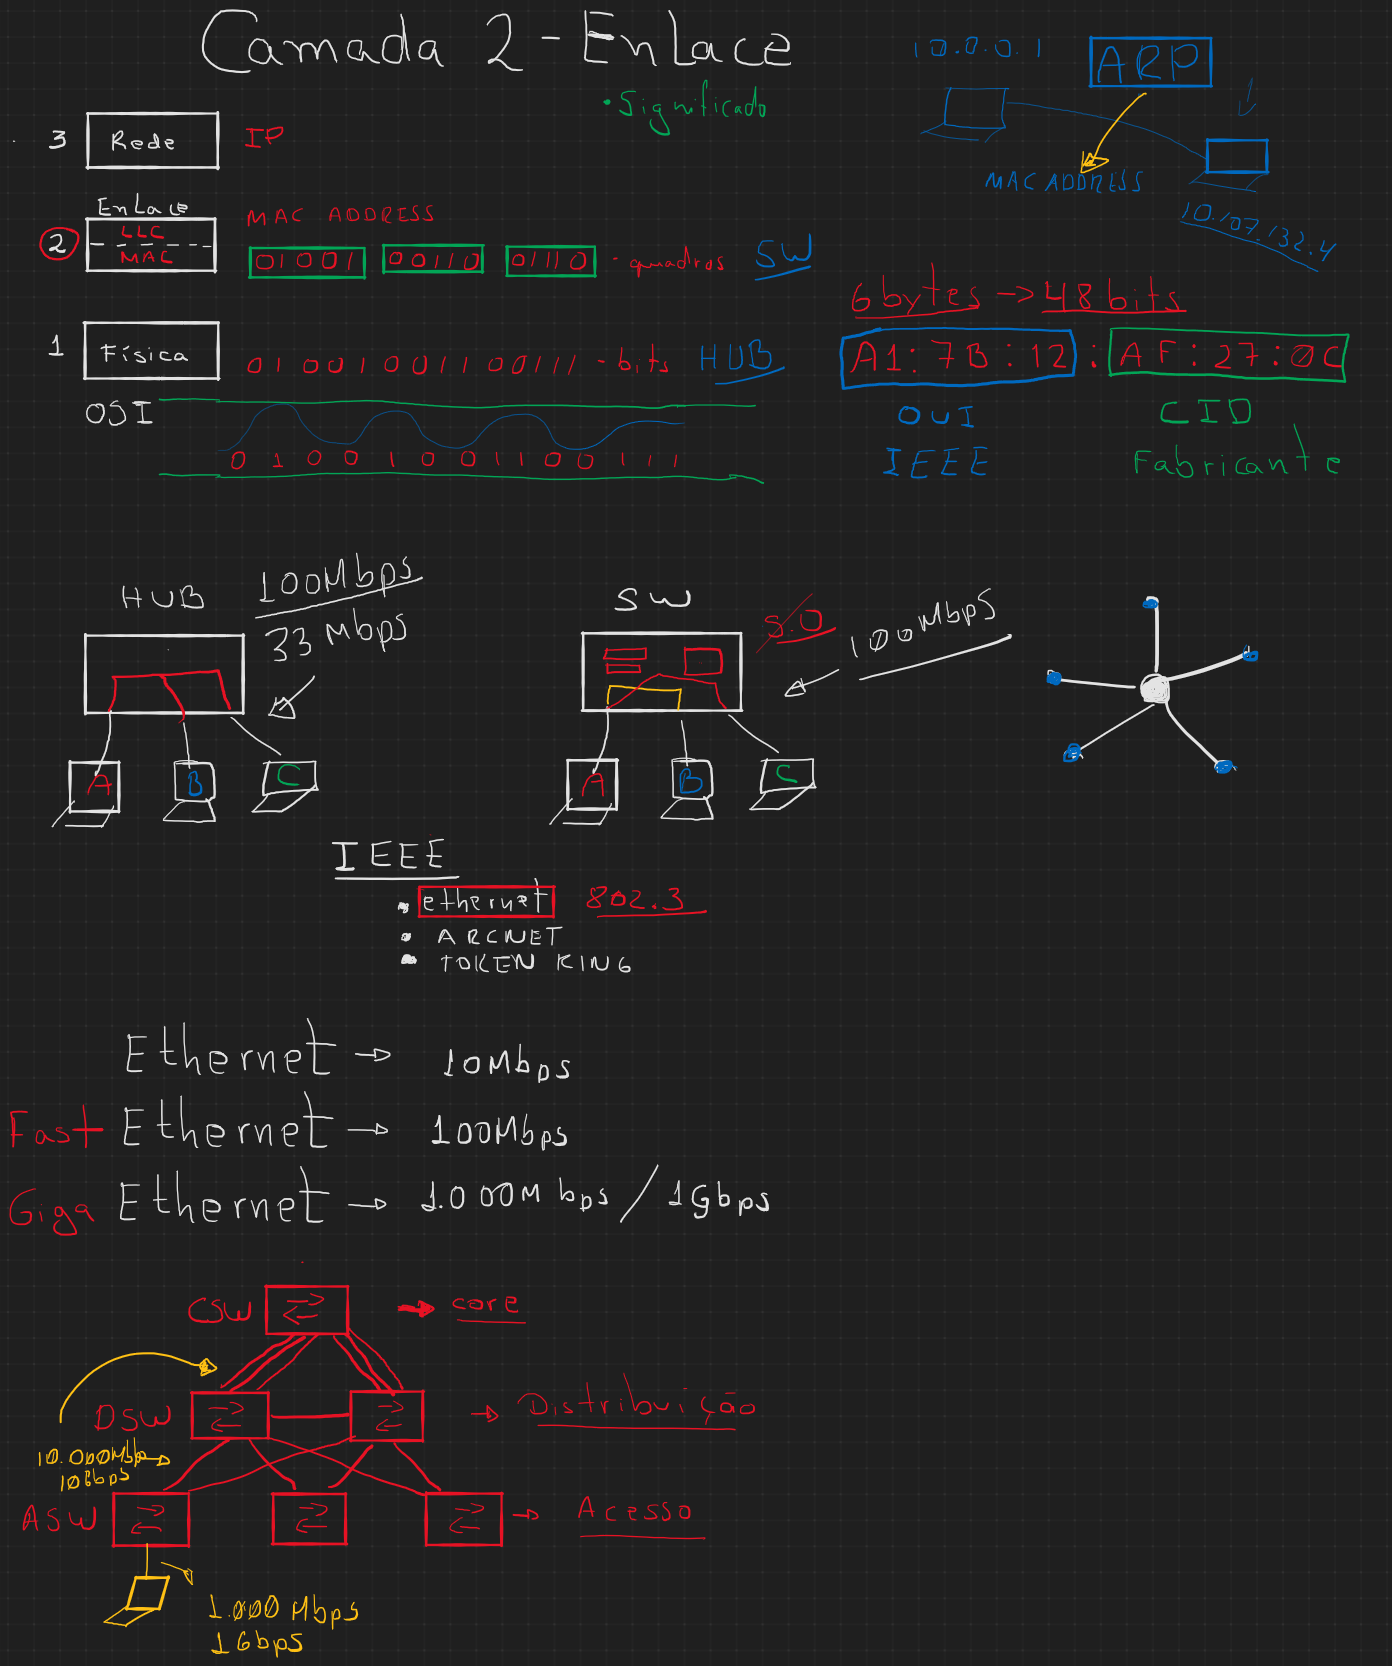 Camada 2 - Enlace
• Significado
10.0.0.1
ARP
MAC ADDRESS
10.107.132.4
3 Rede IP
Enlace
2 LLC MAC ADDRESS
MAC
01001 00110 01110 - quadros SW
1 Física 0100100110 0111 - bits HUB
OSI
0 1 0 0 1 0 0 1 1 0 0 1 1 1
6 bytes -> 48 bits
A1:7B:12:AF:27:0C
OUI CID
IEEE Fabricante
HUB 100Mbps
33 Mbps
A B C
SW S.O 100Mbps
A B C
IEEE
• ethernet 802.3
• ARCNET
• TOKEN RING
Ethernet → 10Mbps
Fast Ethernet → 100Mbps
Giga Ethernet → 1.000Mbps / 1Gbps
CSW → core
DSW → Distribuição
10.000Mbp
10Gbps
ASW → Acesso
1.000 Mbps
1Gbps